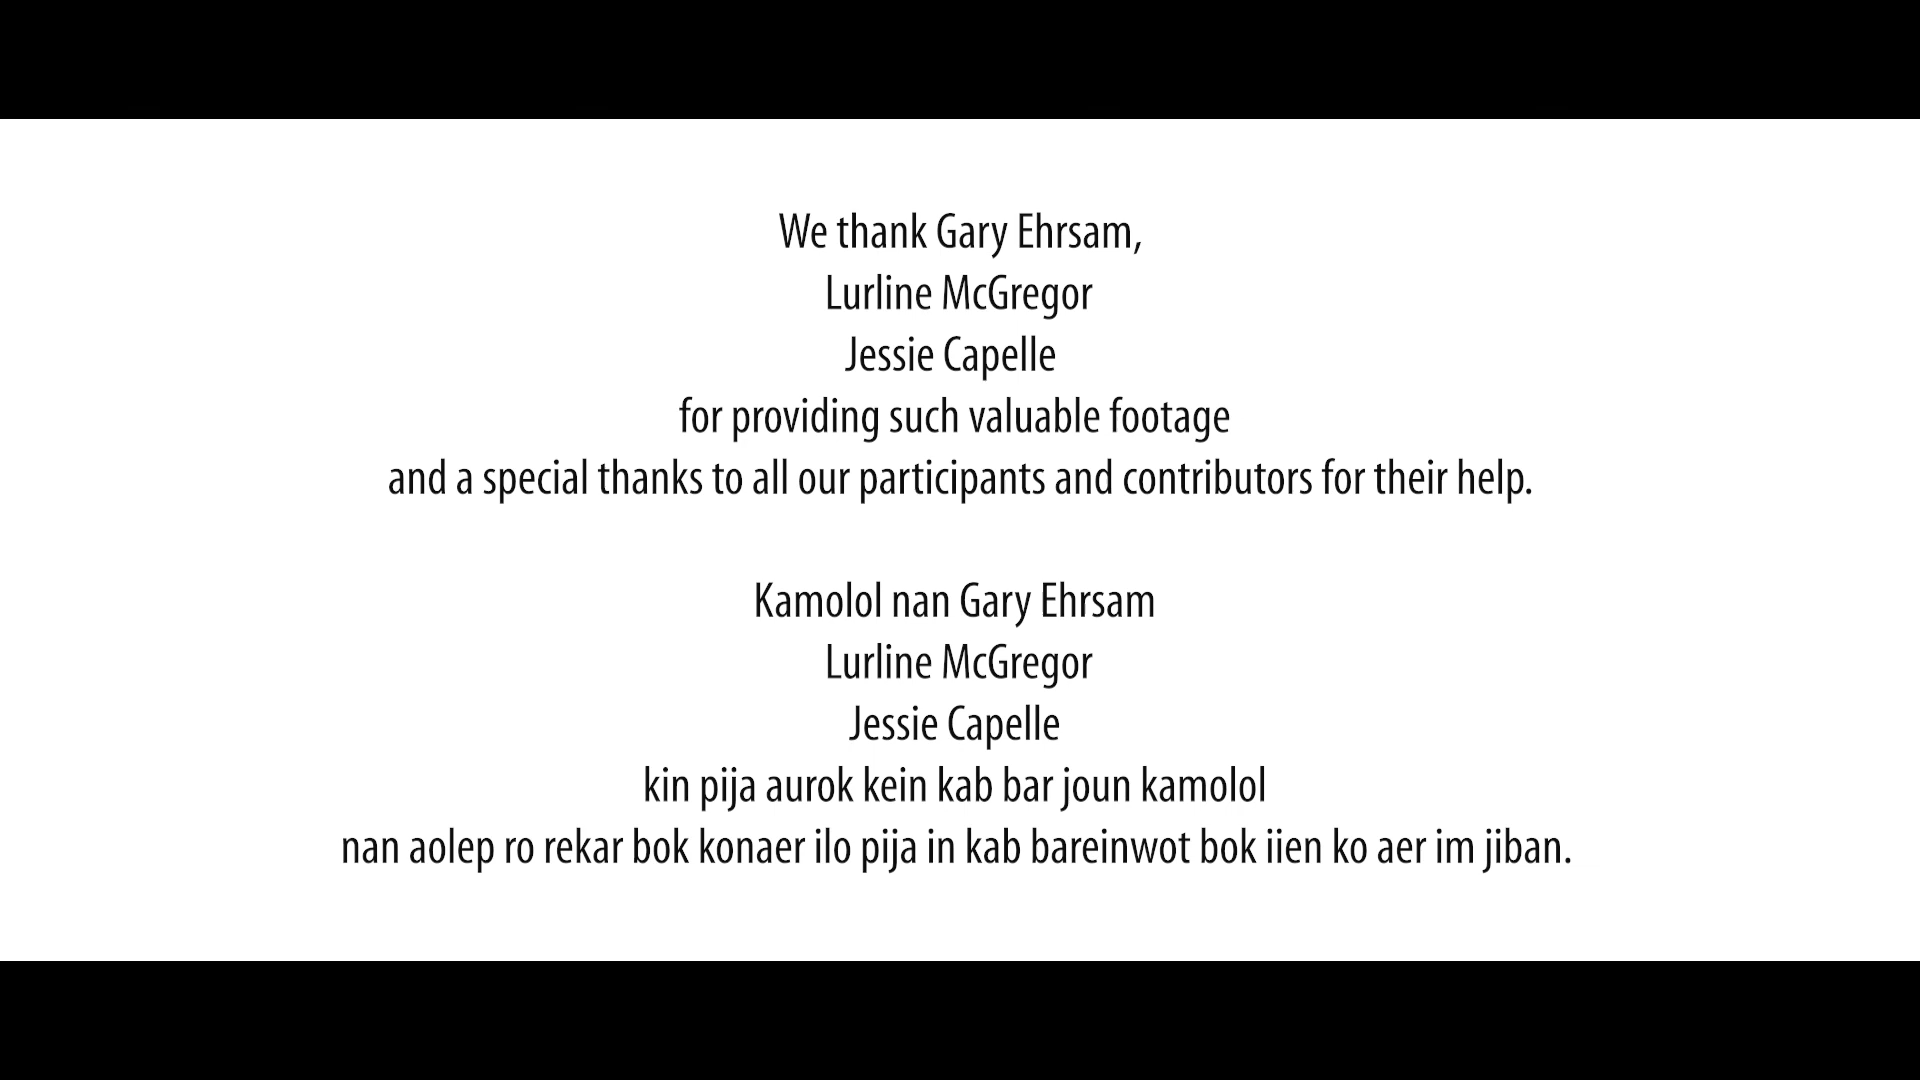 We thank Gary Ehrsam,
Lurline McGregor
Jessie Capelle
for providing such valuable footage
and a special thanks to all our participants and contributors for their help.
Kamolol nan Gary Ehrsam
Lurline McGregor
Jessie Capelle
kin pija aurok kein kab bar joun kamolol
nan aolep ro rekar bok konaer ilo pija in kab bareinwot bok iien ko aer im jiban.